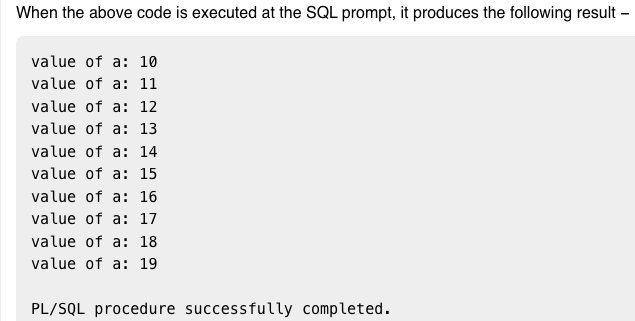 When the above code is executed at the SQL prompt, it produces the following result –
value of a: 10
value of a: 11
value of a: 12
value of a: 13
value of a: 14
value of a: 15
value of a: 16
value of a: 17
value of a: 18
value of a: 19
PL/SQL procedure successfully completed.